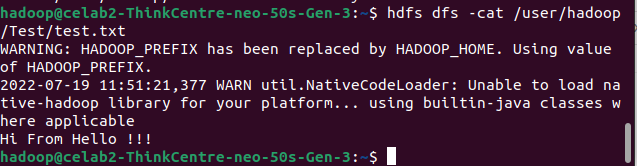 hadoop@celab2-ThinkCentre-neo-50s-Gen-3:~$ hdfs dfs -cat /user/hadoop
/Test/test.txt
WARNING: HADOOP_PREFIX has been replaced by HADOOP_HOME. Using value
of HADOOP_PREFIX.
2022-07-19 11:51:21,377 WARN util.NativeCodeLoader: Unable to load na
tive-hadoop library for your platform... using builtin-java classes w
here applicable
Hi From Hello !!!
hadoop@celab2-ThinkCentre-neo-50s-Gen-3:~$